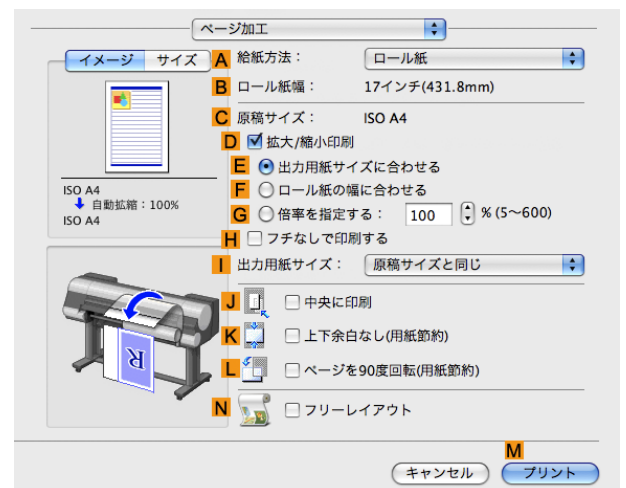 ページ加工
イメージ サイズ
A 給紙方法： ロール紙
B ロール紙幅： 17インチ(431.8mm)
C 原稿サイズ： ISO A4
D 拡大/縮小印刷
E 出力用紙サイズに合わせる
F ロール紙の幅に合わせる
G 倍率を指定する： 100 % (5～600)
H フチなしで印刷する
ISO A4
自動拡縮：100%
ISO A4
I 出力用紙サイズ： 原稿サイズと同じ
J 中央に印刷
K 上下余白なし(用紙節約)
L ページを90度回転(用紙節約)
R
N フリーレイアウト
M
キャンセル プリント